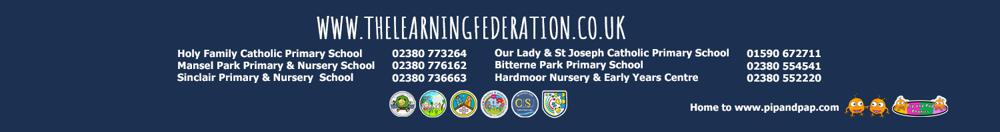 WWW.THELEARNINGFEDERATION.CO.UK
Holy Family Catholic Primary School 02380 773264
Mansel Park Primary & Nursery School 02380 776162
Sinclair Primary & Nursery School 02380 736663
Our Lady & St Joseph Catholic Primary School 01590 672711
Bitterne Park Primary School 02380 554541
Hardmoor Nursery & Early Years Centre 02380 552220
Home to www.pipandpap.com
Pip and Pap
Phonics